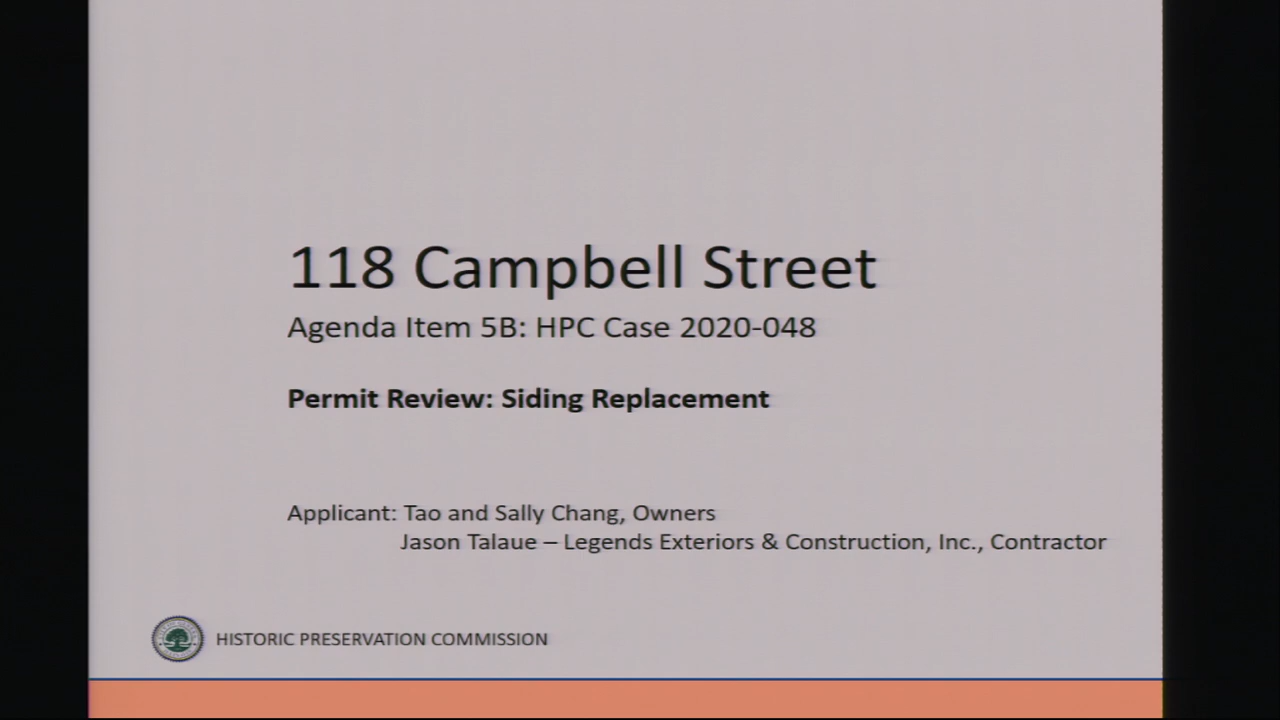 118 Campbell Street
Agenda Item 5B: HPC Case 2020-048
Permit Review: Siding Replacement
Applicant: Tao and Sally Chang, Owners
Jason Talaue – Legends Exteriors & Construction, Inc., Contractor
HISTORIC PRESERVATION COMMISSION